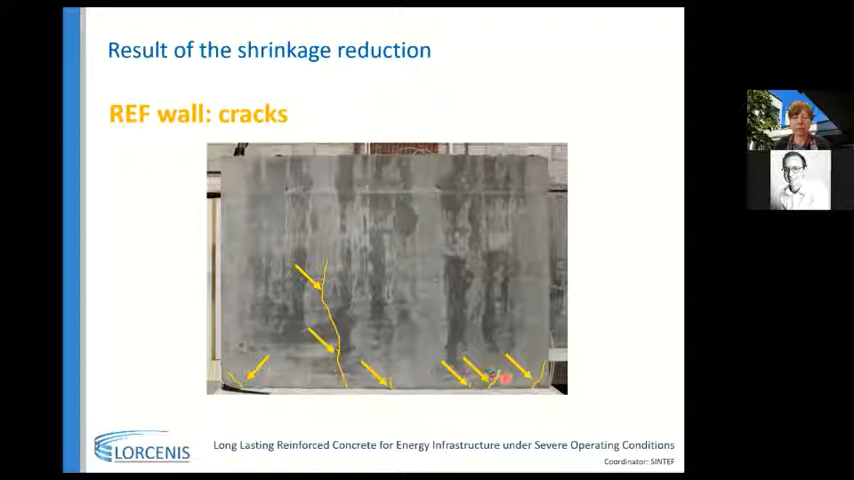 Result of the shrinkage reduction
REF wall: cracks
LORCENIS
Long Lasting Reinforced Concrete for Energy Infrastructure under Severe Operating Conditions
Coordinator: SINTEF